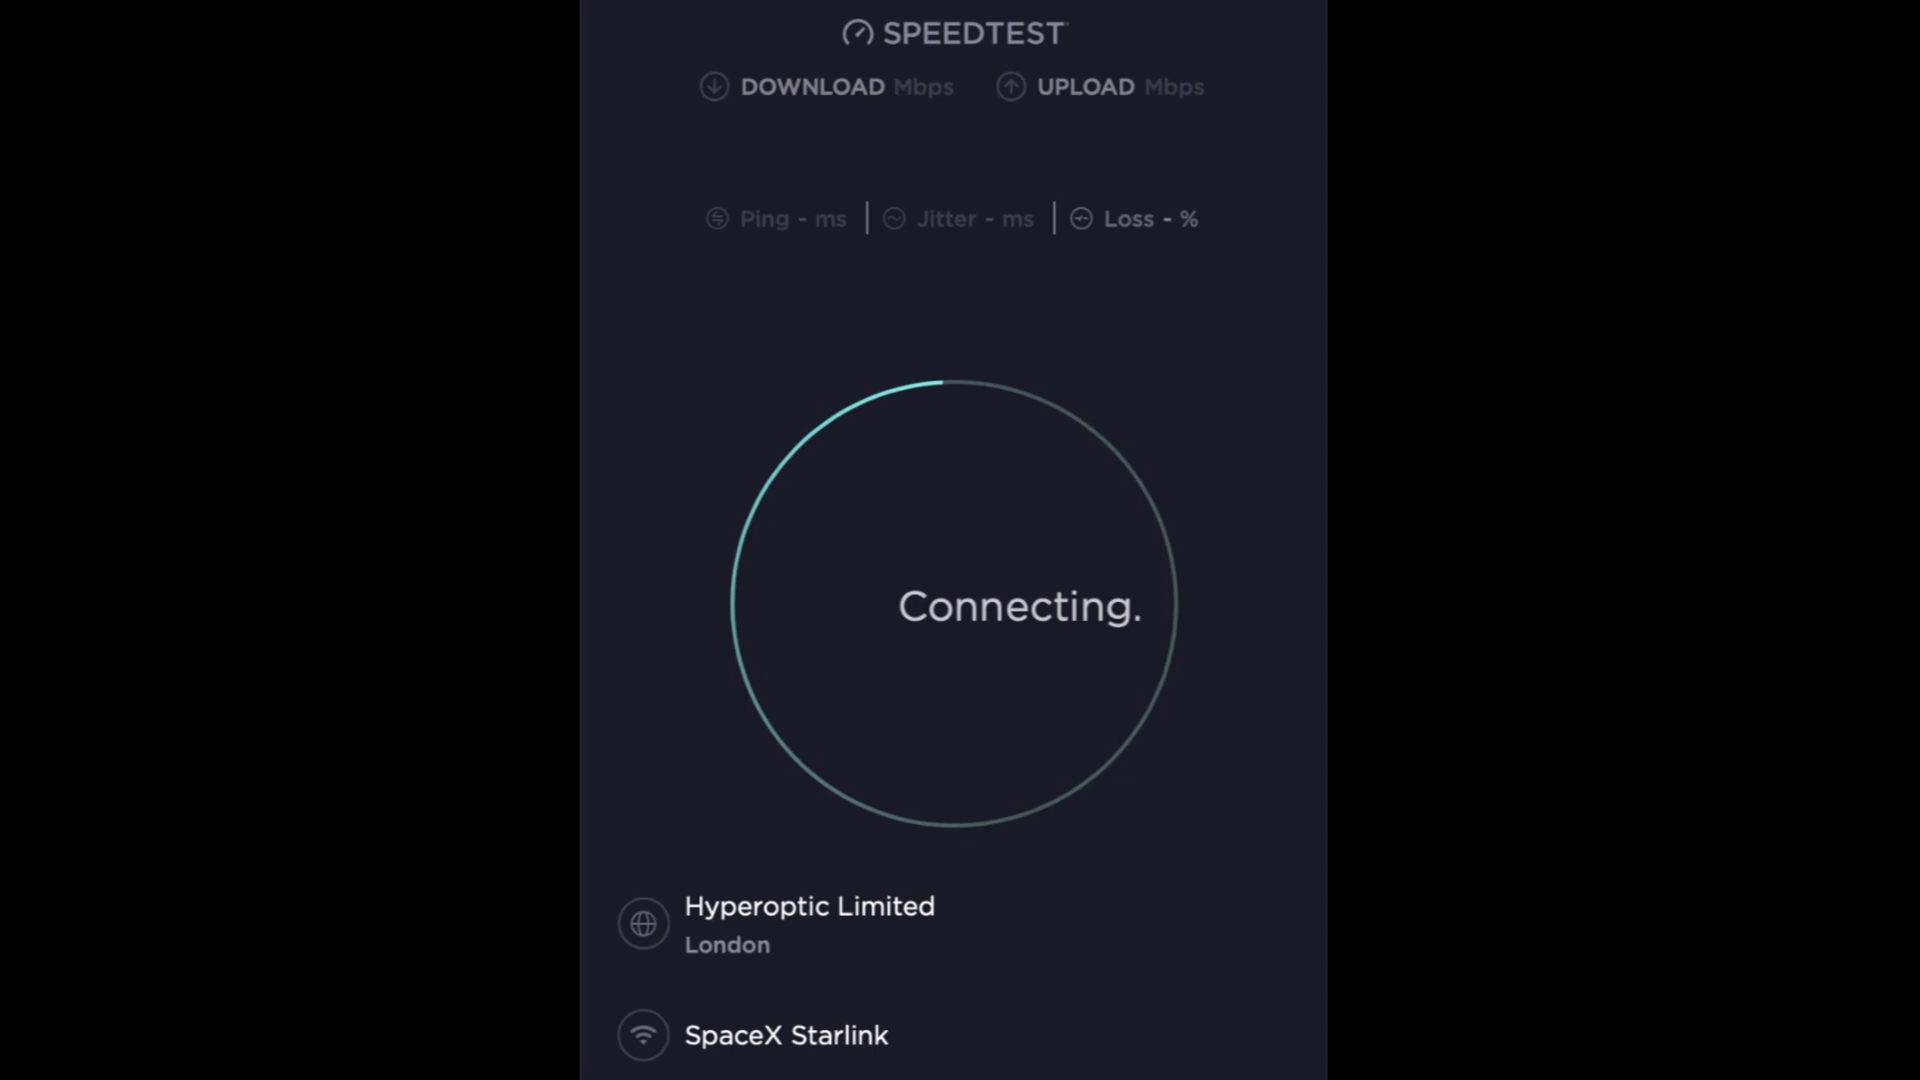 SPEEDTEST
DOWNLOAD Mbps UPLOAD Mbps
Ping - ms Jitter - ms Loss - %
Connecting.
Hyperoptic Limited
London
SpaceX Starlink